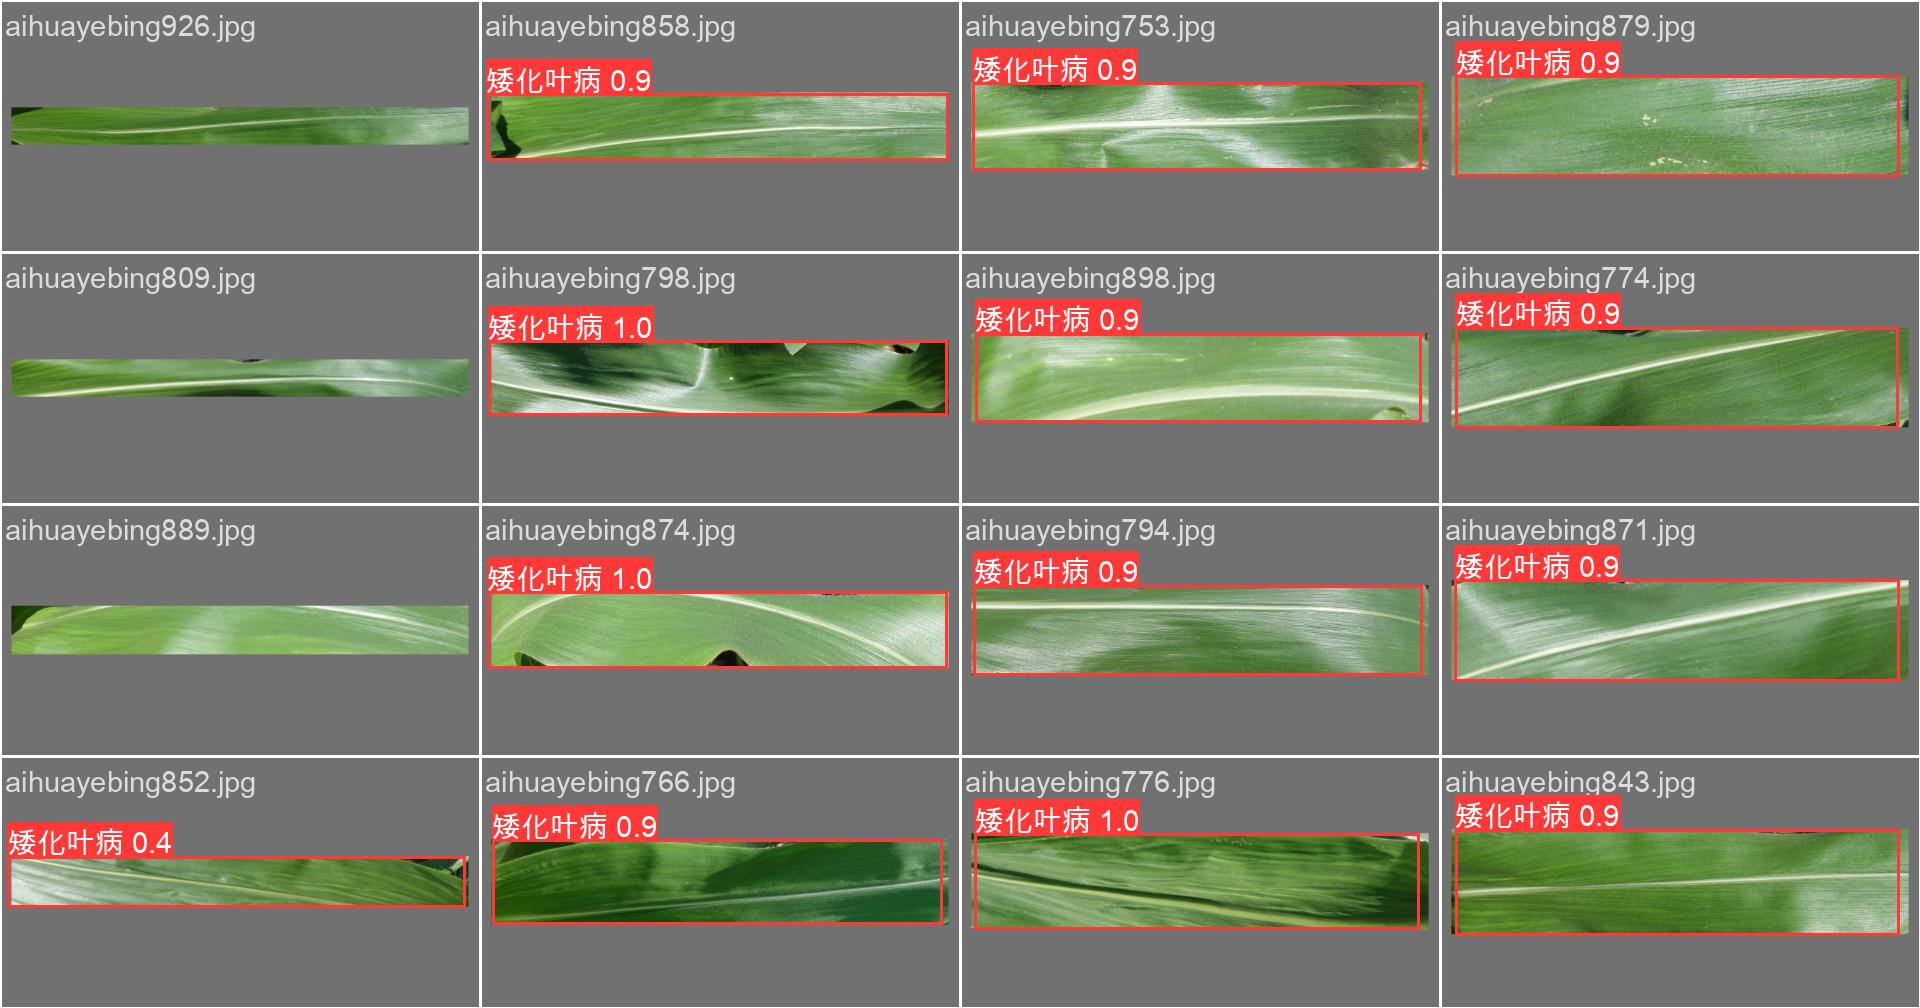 aihuayebing926.jpg
aihuayebing858.jpg
矮化叶病 0.9
aihuayebing753.jpg
矮化叶病 0.9
aihuayebing879.jpg
矮化叶病 0.9
aihuayebing809.jpg
aihuayebing798.jpg
矮化叶病 1.0
aihuayebing898.jpg
矮化叶病 0.9
aihuayebing774.jpg
矮化叶病 0.9
aihuayebing889.jpg
aihuayebing874.jpg
矮化叶病 1.0
aihuayebing794.jpg
矮化叶病 0.9
aihuayebing871.jpg
矮化叶病 0.9
aihuayebing852.jpg
矮化叶病 0.4
aihuayebing766.jpg
矮化叶病 0.9
aihuayebing776.jpg
矮化叶病 1.0
aihuayebing843.jpg
矮化叶病 0.9